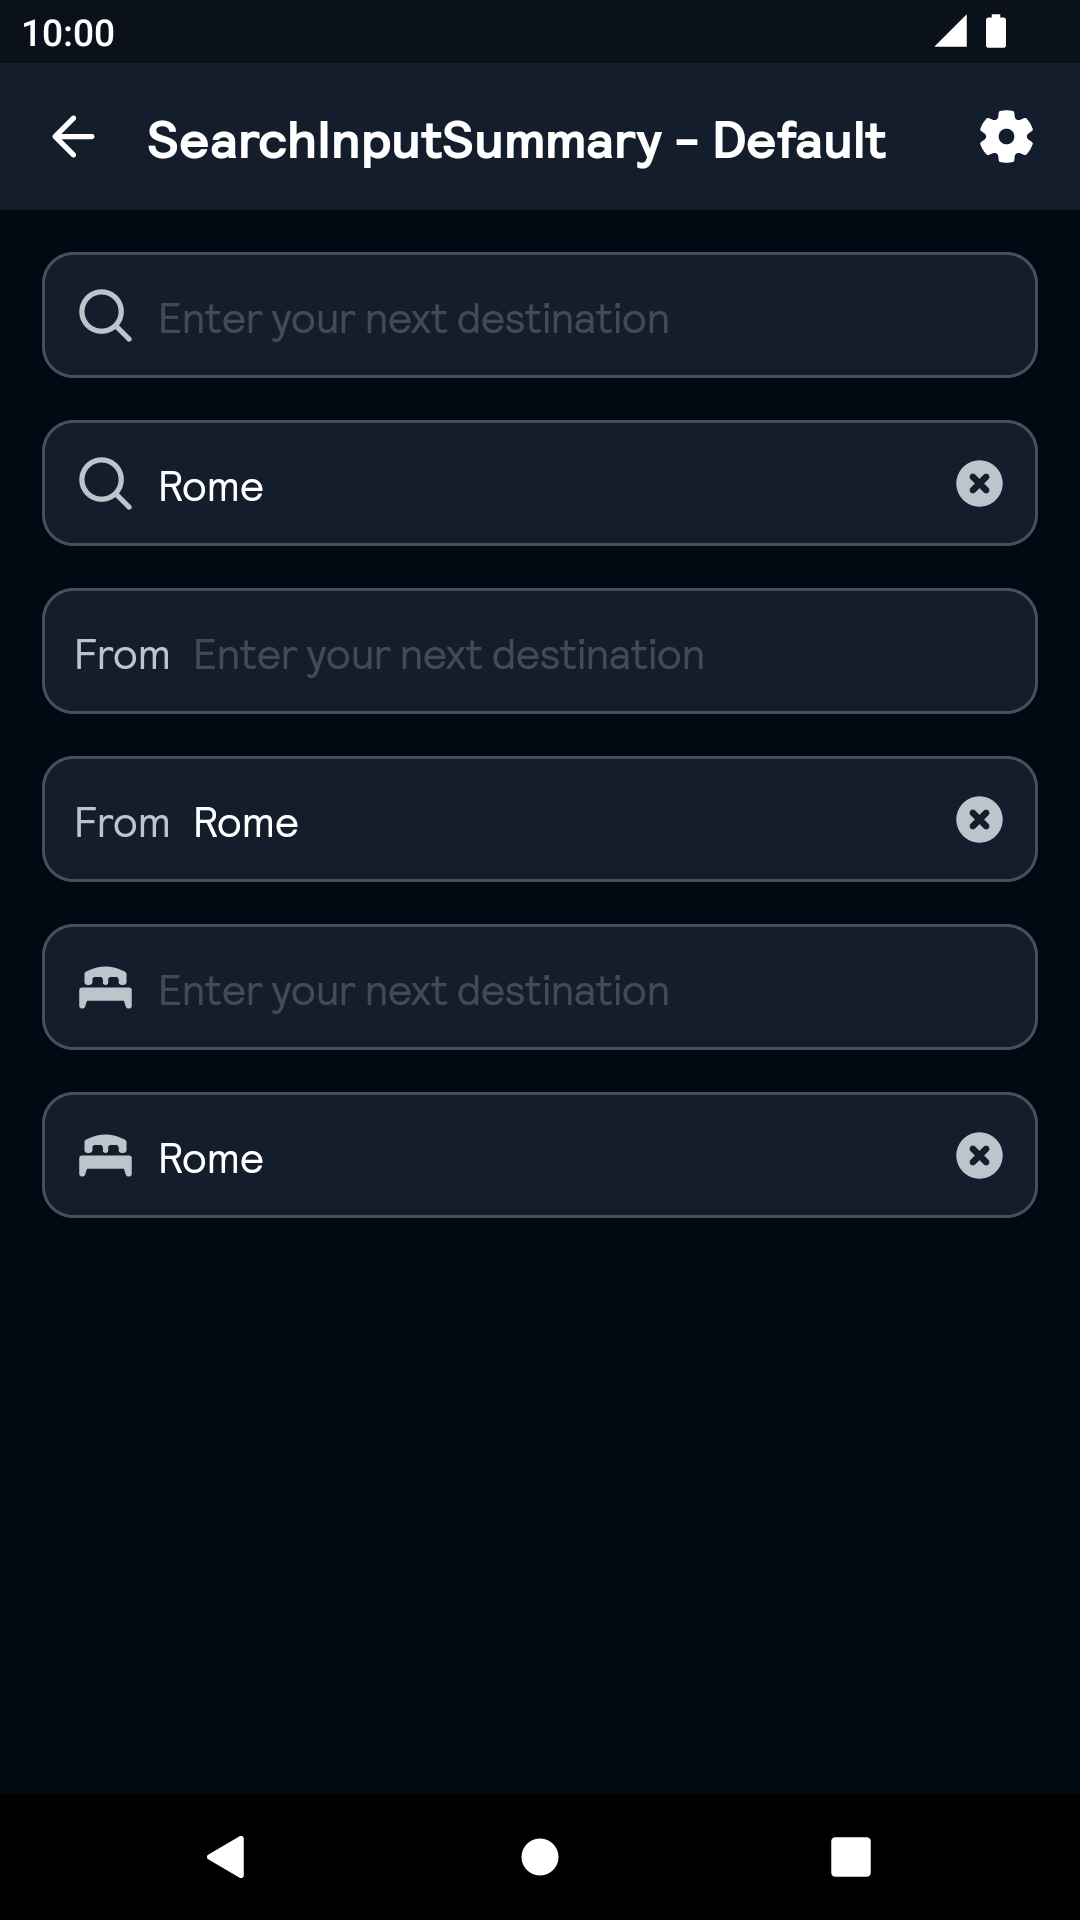 10:00
SearchInputSummary - Default
Enter your next destination
Rome
From Enter your next destination
From Rome
Enter your next destination
Rome